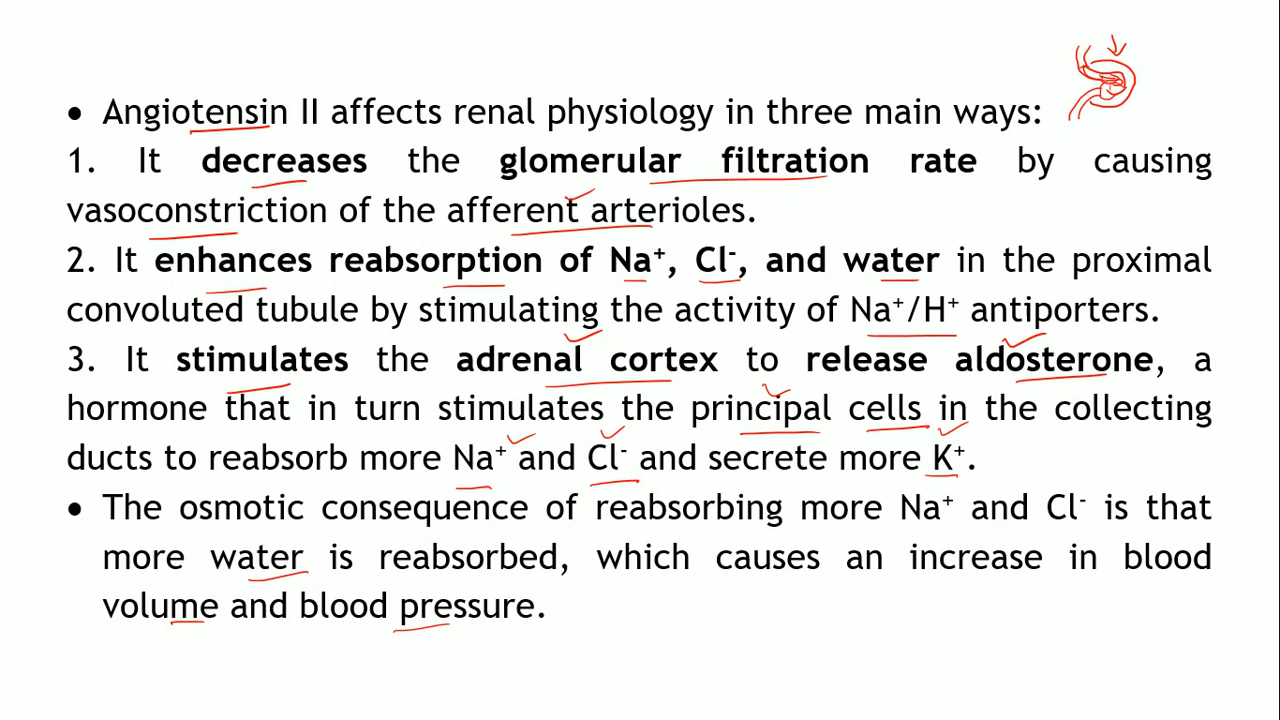 • Angiotensin II affects renal physiology in three main ways:
1. It decreases the glomerular filtration rate by causing
vasoconstriction of the afferent arterioles.
2. It enhances reabsorption of Na⁺, Cl⁻, and water in the proximal
convoluted tubule by stimulating the activity of Na⁺/H⁺ antiporters.
3. It stimulates the adrenal cortex to release aldosterone, a
hormone that in turn stimulates the principal cells in the collecting
ducts to reabsorb more Na⁺ and Cl⁻ and secrete more K⁺.
• The osmotic consequence of reabsorbing more Na⁺ and Cl⁻ is that
more water is reabsorbed, which causes an increase in blood
volume and blood pressure.